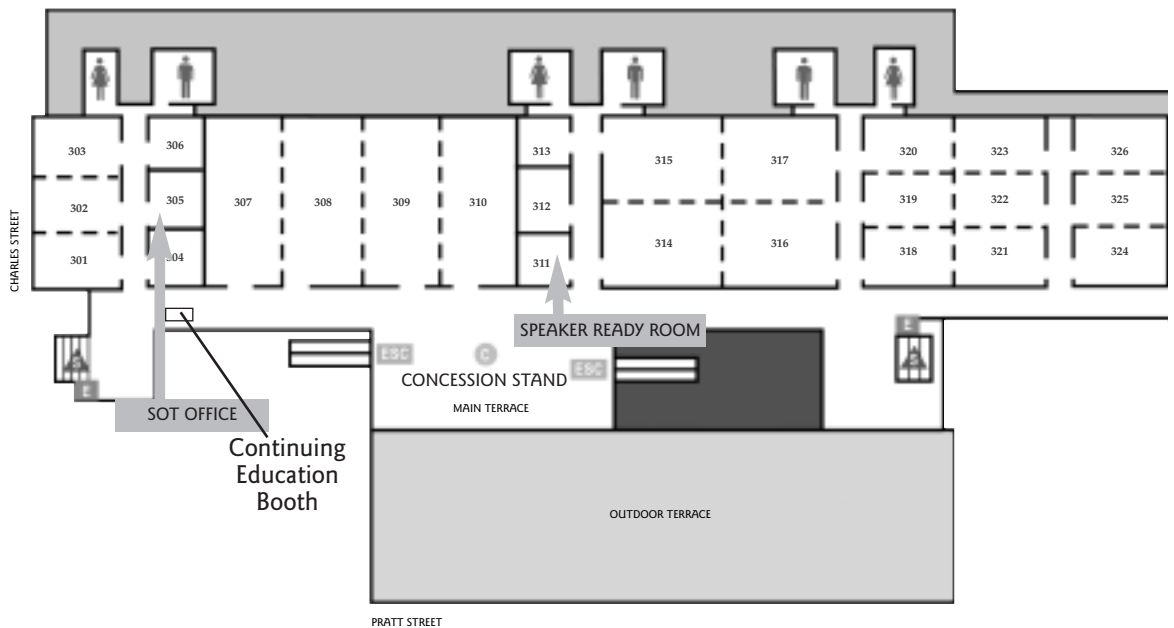 303
306
313
315
317
320
323
326
302
305
307
308
309
310
312
319
322
325
301
304
311
314
316
318
321
324
CHARLES STREET
SPEAKER READY ROOM
E
S
S
ESC
C
ESC
CONCESSION STAND
E
MAIN TERRACE
SOT OFFICE
Continuing
Education
Booth
OUTDOOR TERRACE
PRATT STREET